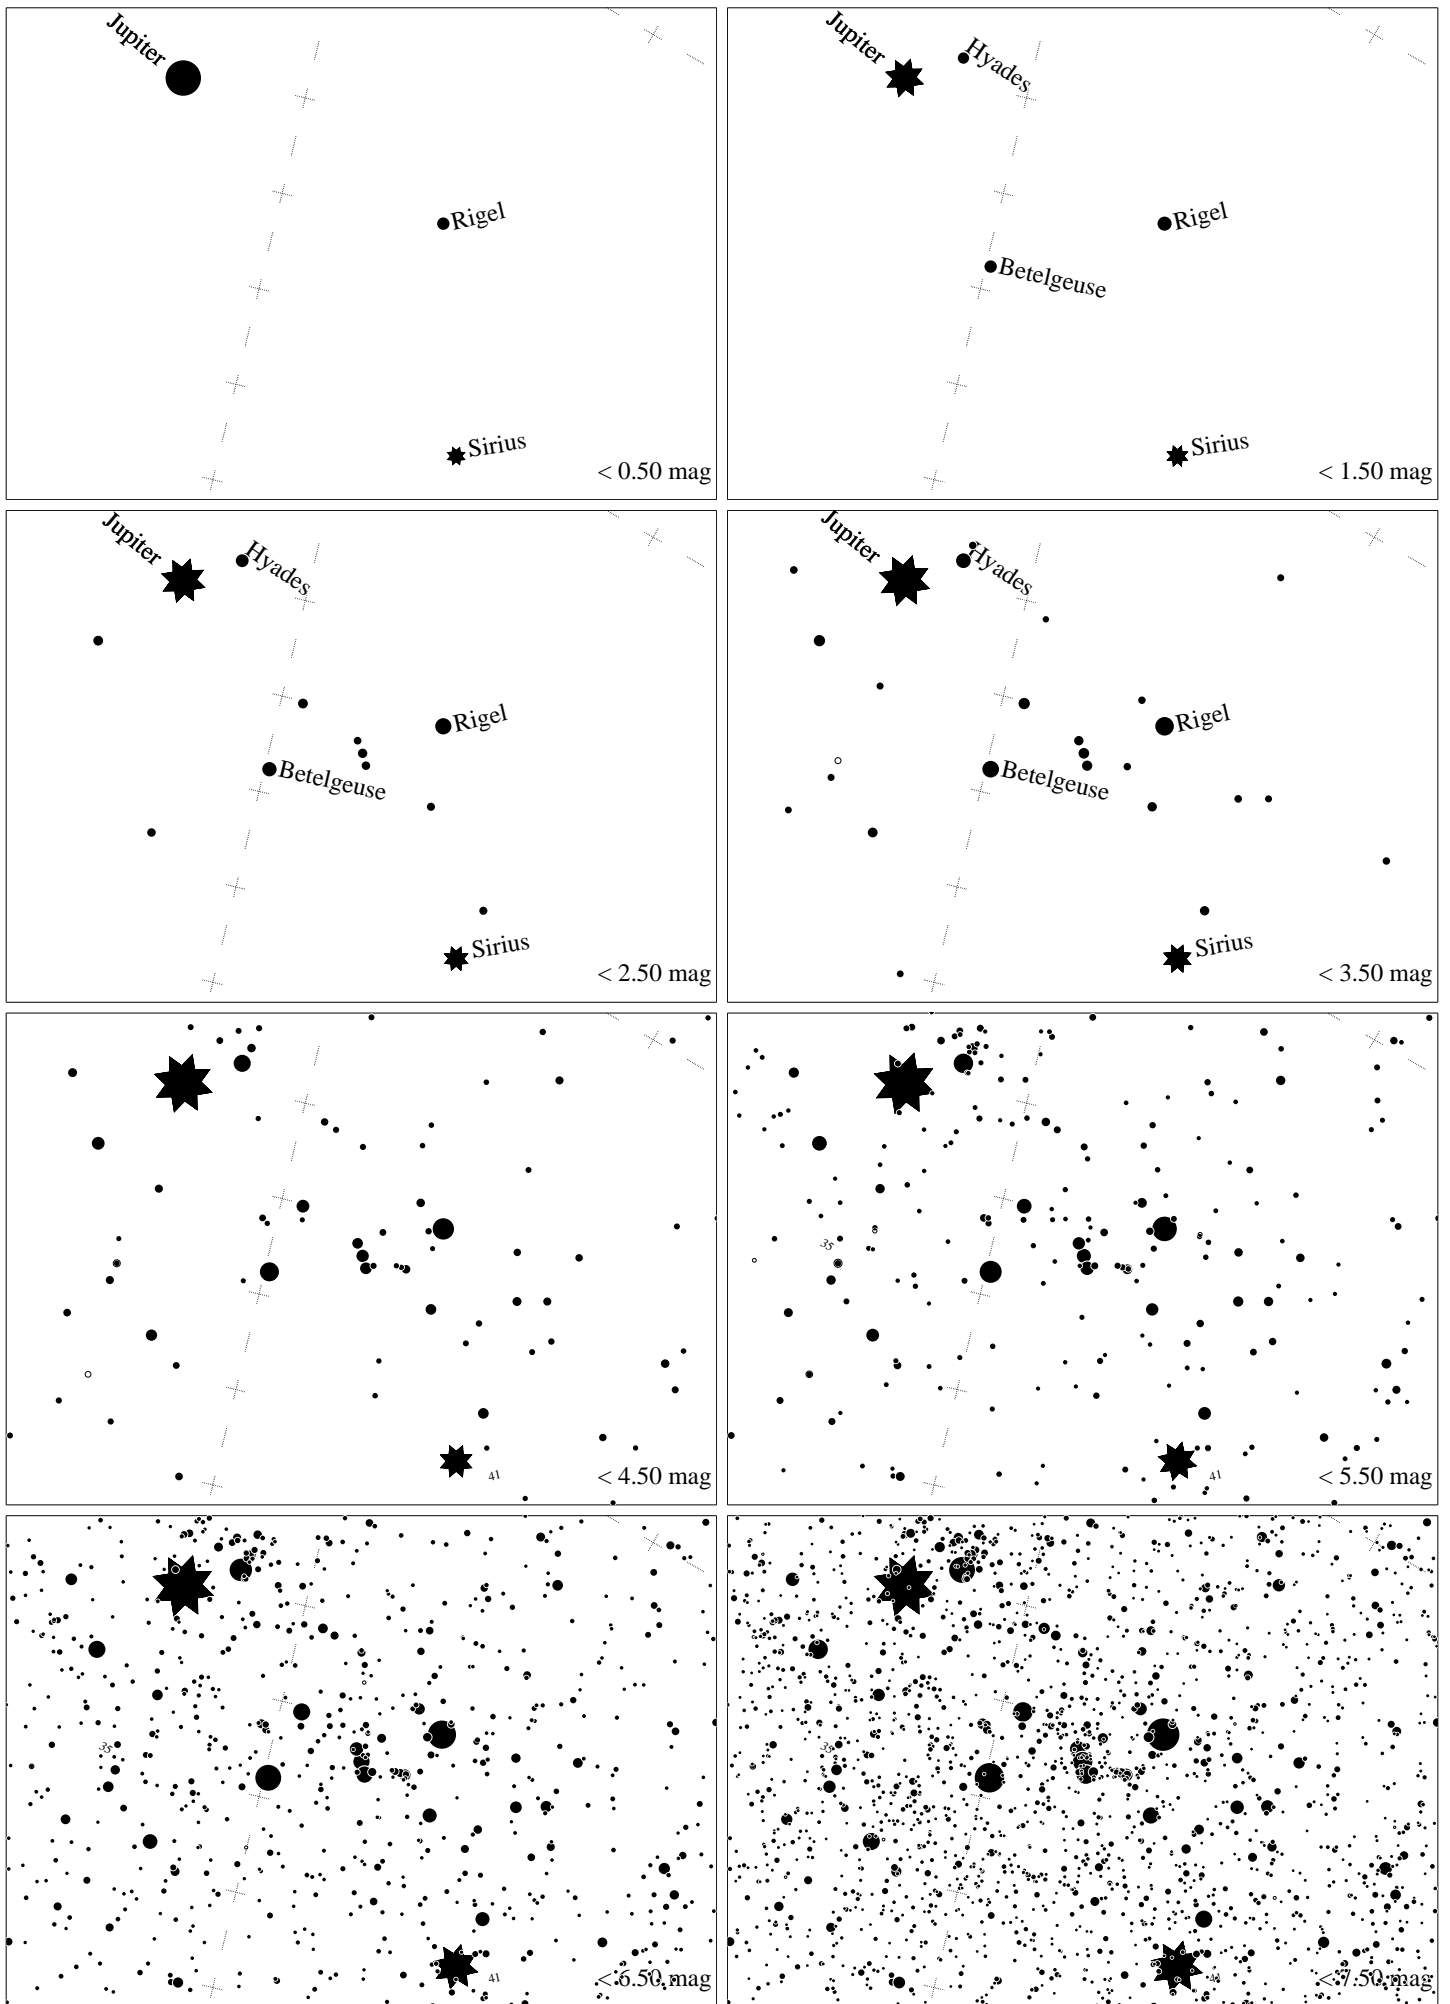 Jupiter
Rigel
Sirius
< 0.50 mag
Jupiter
Hyades
Rigel
Betelgeuse
Sirius
< 1.50 mag
Jupiter
Hyades
Rigel
Betelgeuse
Sirius
< 2.50 mag
Jupiter
Hyades
Rigel
Betelgeuse
Sirius
< 3.50 mag
41
< 4.50 mag
35
41
< 5.50 mag
35
41
< 6.50 mag
35
41
< 7.50 mag